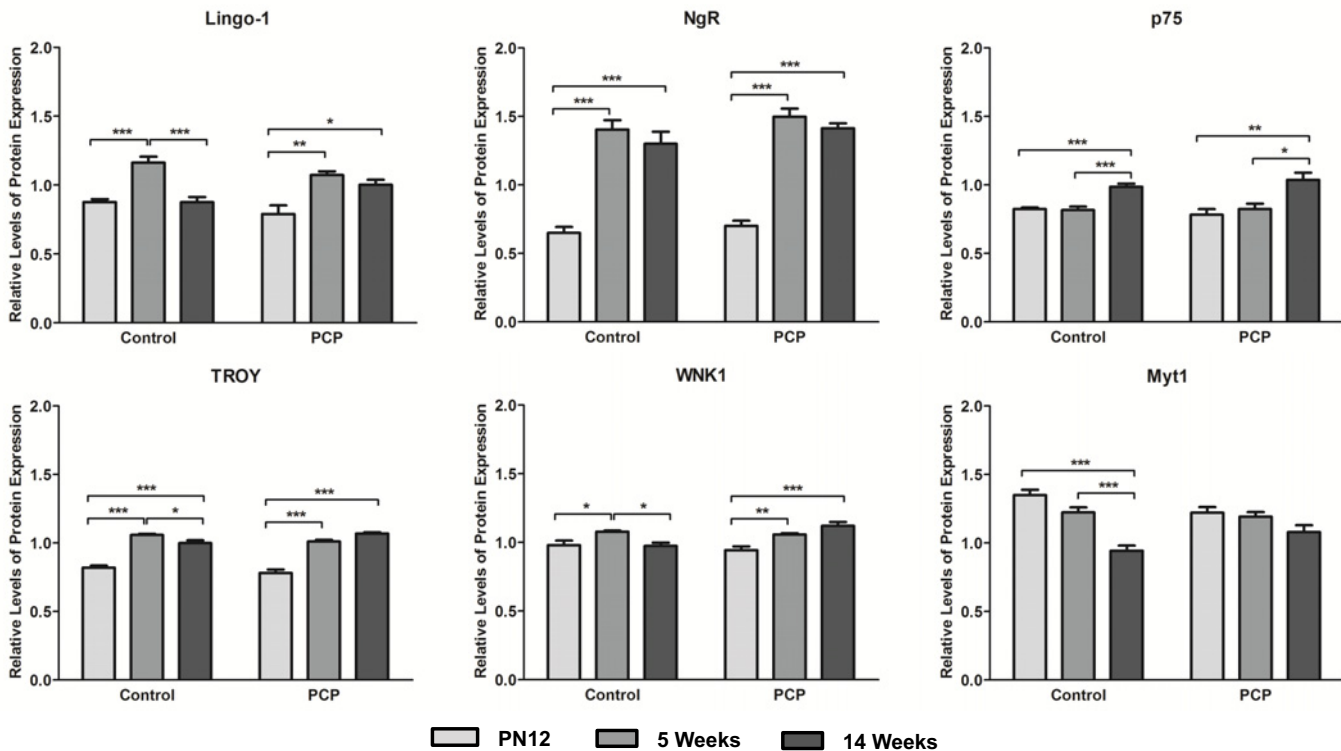 Lingo-1
Relative Levels of Protein Expression
2.0
1.5
1.0
0.5
0.0
***
***
*
**
Control
PCP
NgR
Relative Levels of Protein Expression
2.0
1.5
1.0
0.5
0.0
***
***
***
***
Control
PCP
p75
Relative Levels of Protein Expression
2.0
1.5
1.0
0.5
0.0
***
***
**
*
Control
PCP
TROY
Relative Levels of Protein Expression
2.0
1.5
1.0
0.5
0.0
***
***
*
***
***
Control
PCP
WNK1
Relative Levels of Protein Expression
2.0
1.5
1.0
0.5
0.0
*
*
***
**
Control
PCP
Myt1
Relative Levels of Protein Expression
2.0
1.5
1.0
0.5
0.0
***
***
Control
PCP
PN12
5 Weeks
14 Weeks